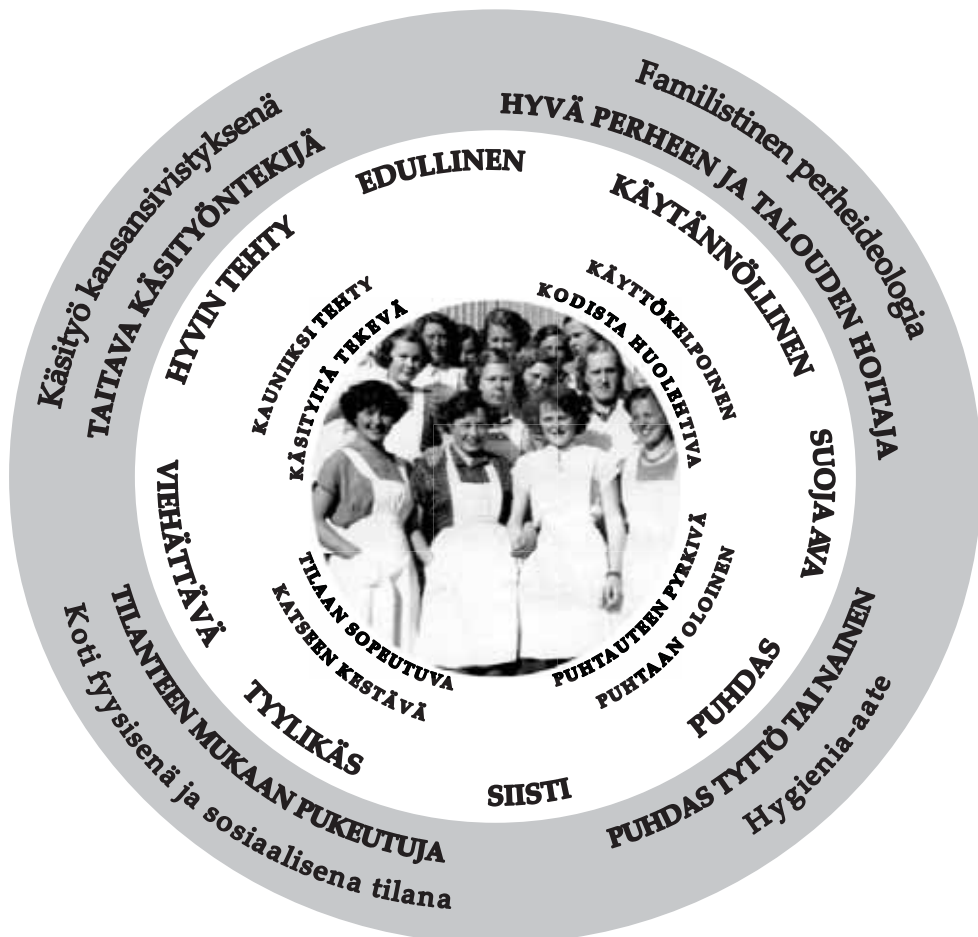 Käsityö kansansivistyksenä
TAITAVA KÄSITYÖNTEKIJÄ
Familistinen perheideologia
HYVÄ PERHEEN JA TALOUDEN HOITAJA
EDULLINEN
HYVIN TEHTY
KÄYTÄNNÖLLINEN
KAUNIKSI TEHTY
KÄSITYITÄ TEKEVÄ
KÄYTTÖKELPOINEN
KODISTA HUOLEHTIVA
SUOJAAVA
VIEHÄTTÄVÄ
TILAAN SOPEUTUVA
KATSEEN KESTÄVÄ
PUHTAUTEEN PYRKIVÄ
PUHTAAN OLOINEN
TYYLIKÄS
PUHDAS
SIISTI
TILANTEEN MUKAAN PUKEUTUJA
Koti fyysisenä ja sosiaalisena tilana
PUHDAS TYTTÖ TAI NAINEN
Hygienia-aate